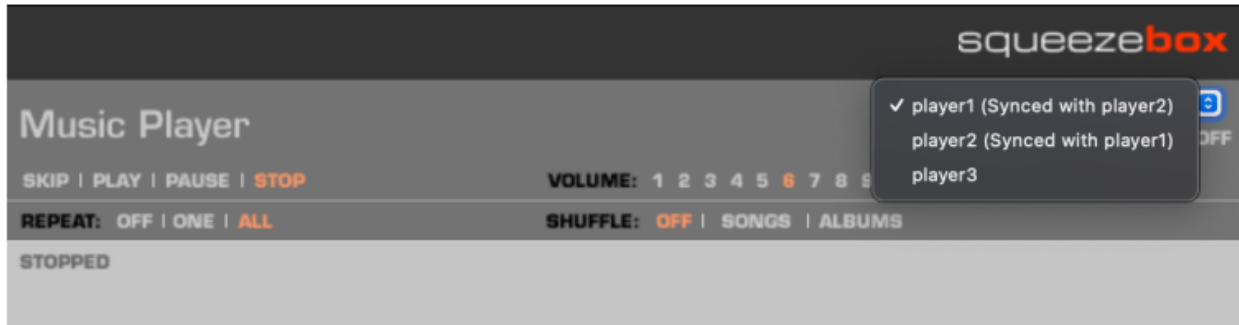 squeezebox
✓ player1 (Synced with player2)
player2 (Synced with player1)
player3
Music Player
OFF
SKIP | PLAY | PAUSE | STOP
VOLUME: 1 2 3 4 5 6 7 8
REPEAT: OFF | ONE | ALL
SHUFFLE: OFF | SONGS | ALBUMS
STOPPED